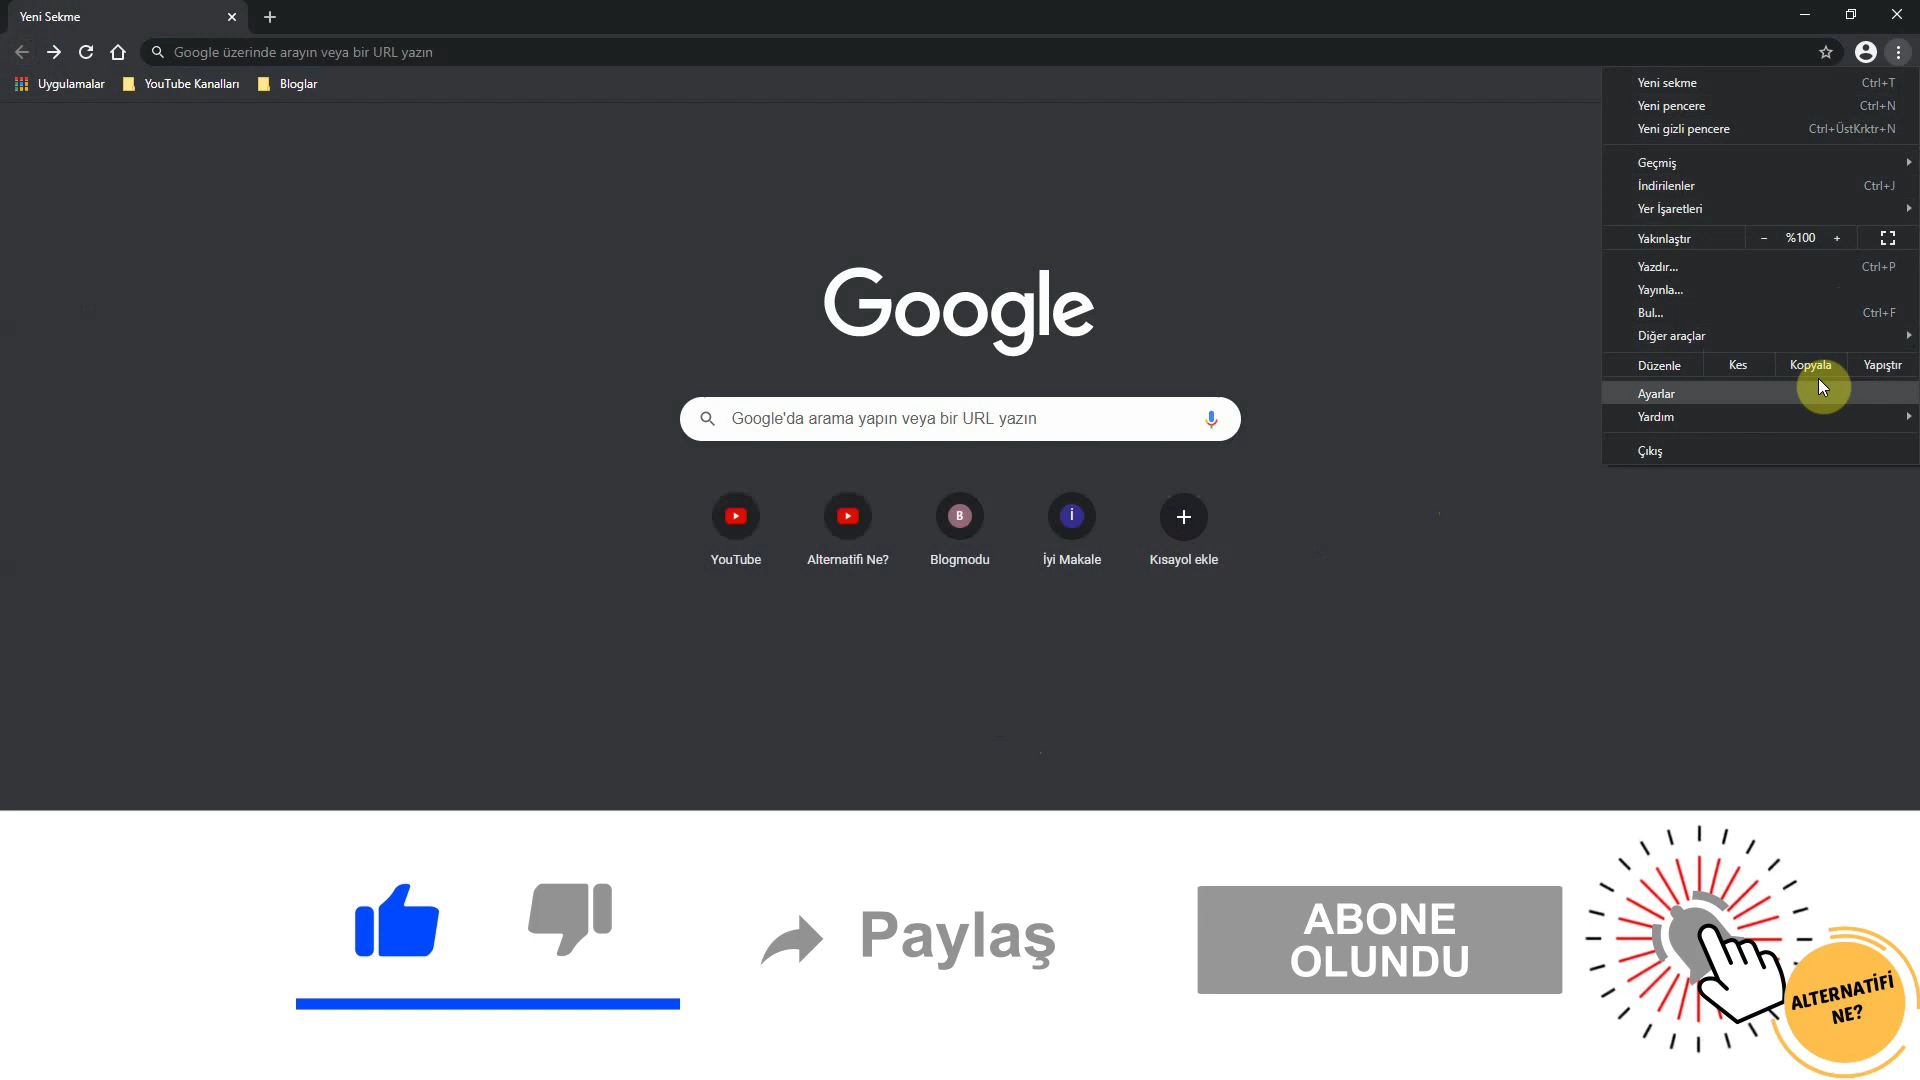 Yeni Sekme
Google üzerinde arayın veya bir URL yazın
Uygulamalar YouTube Kanalları Bloglar
Yeni sekme Ctrl+T
Yeni pencere Ctrl+N
Yeni gizli pencere Ctrl+ÜstKrktr+N
Geçmiş
İndirilenler Ctrl+J
Yer İşaretleri
Yakınlaştır - %100 +
Yazdır... Ctrl+P
Yayınla...
Bul... Ctrl+F
Diğer araçlar
Düzenle Kes Kopyala Yapıştır
Ayarlar
Yardım
Çıkış
Google
Google'da arama yapın veya bir URL yazın
B İ
YouTube Alternatifi Ne? Blogmodu İyi Makale Kısayol ekle
Paylaş
ABONE
OLUNDU
ALTERNATİFİ
NE?